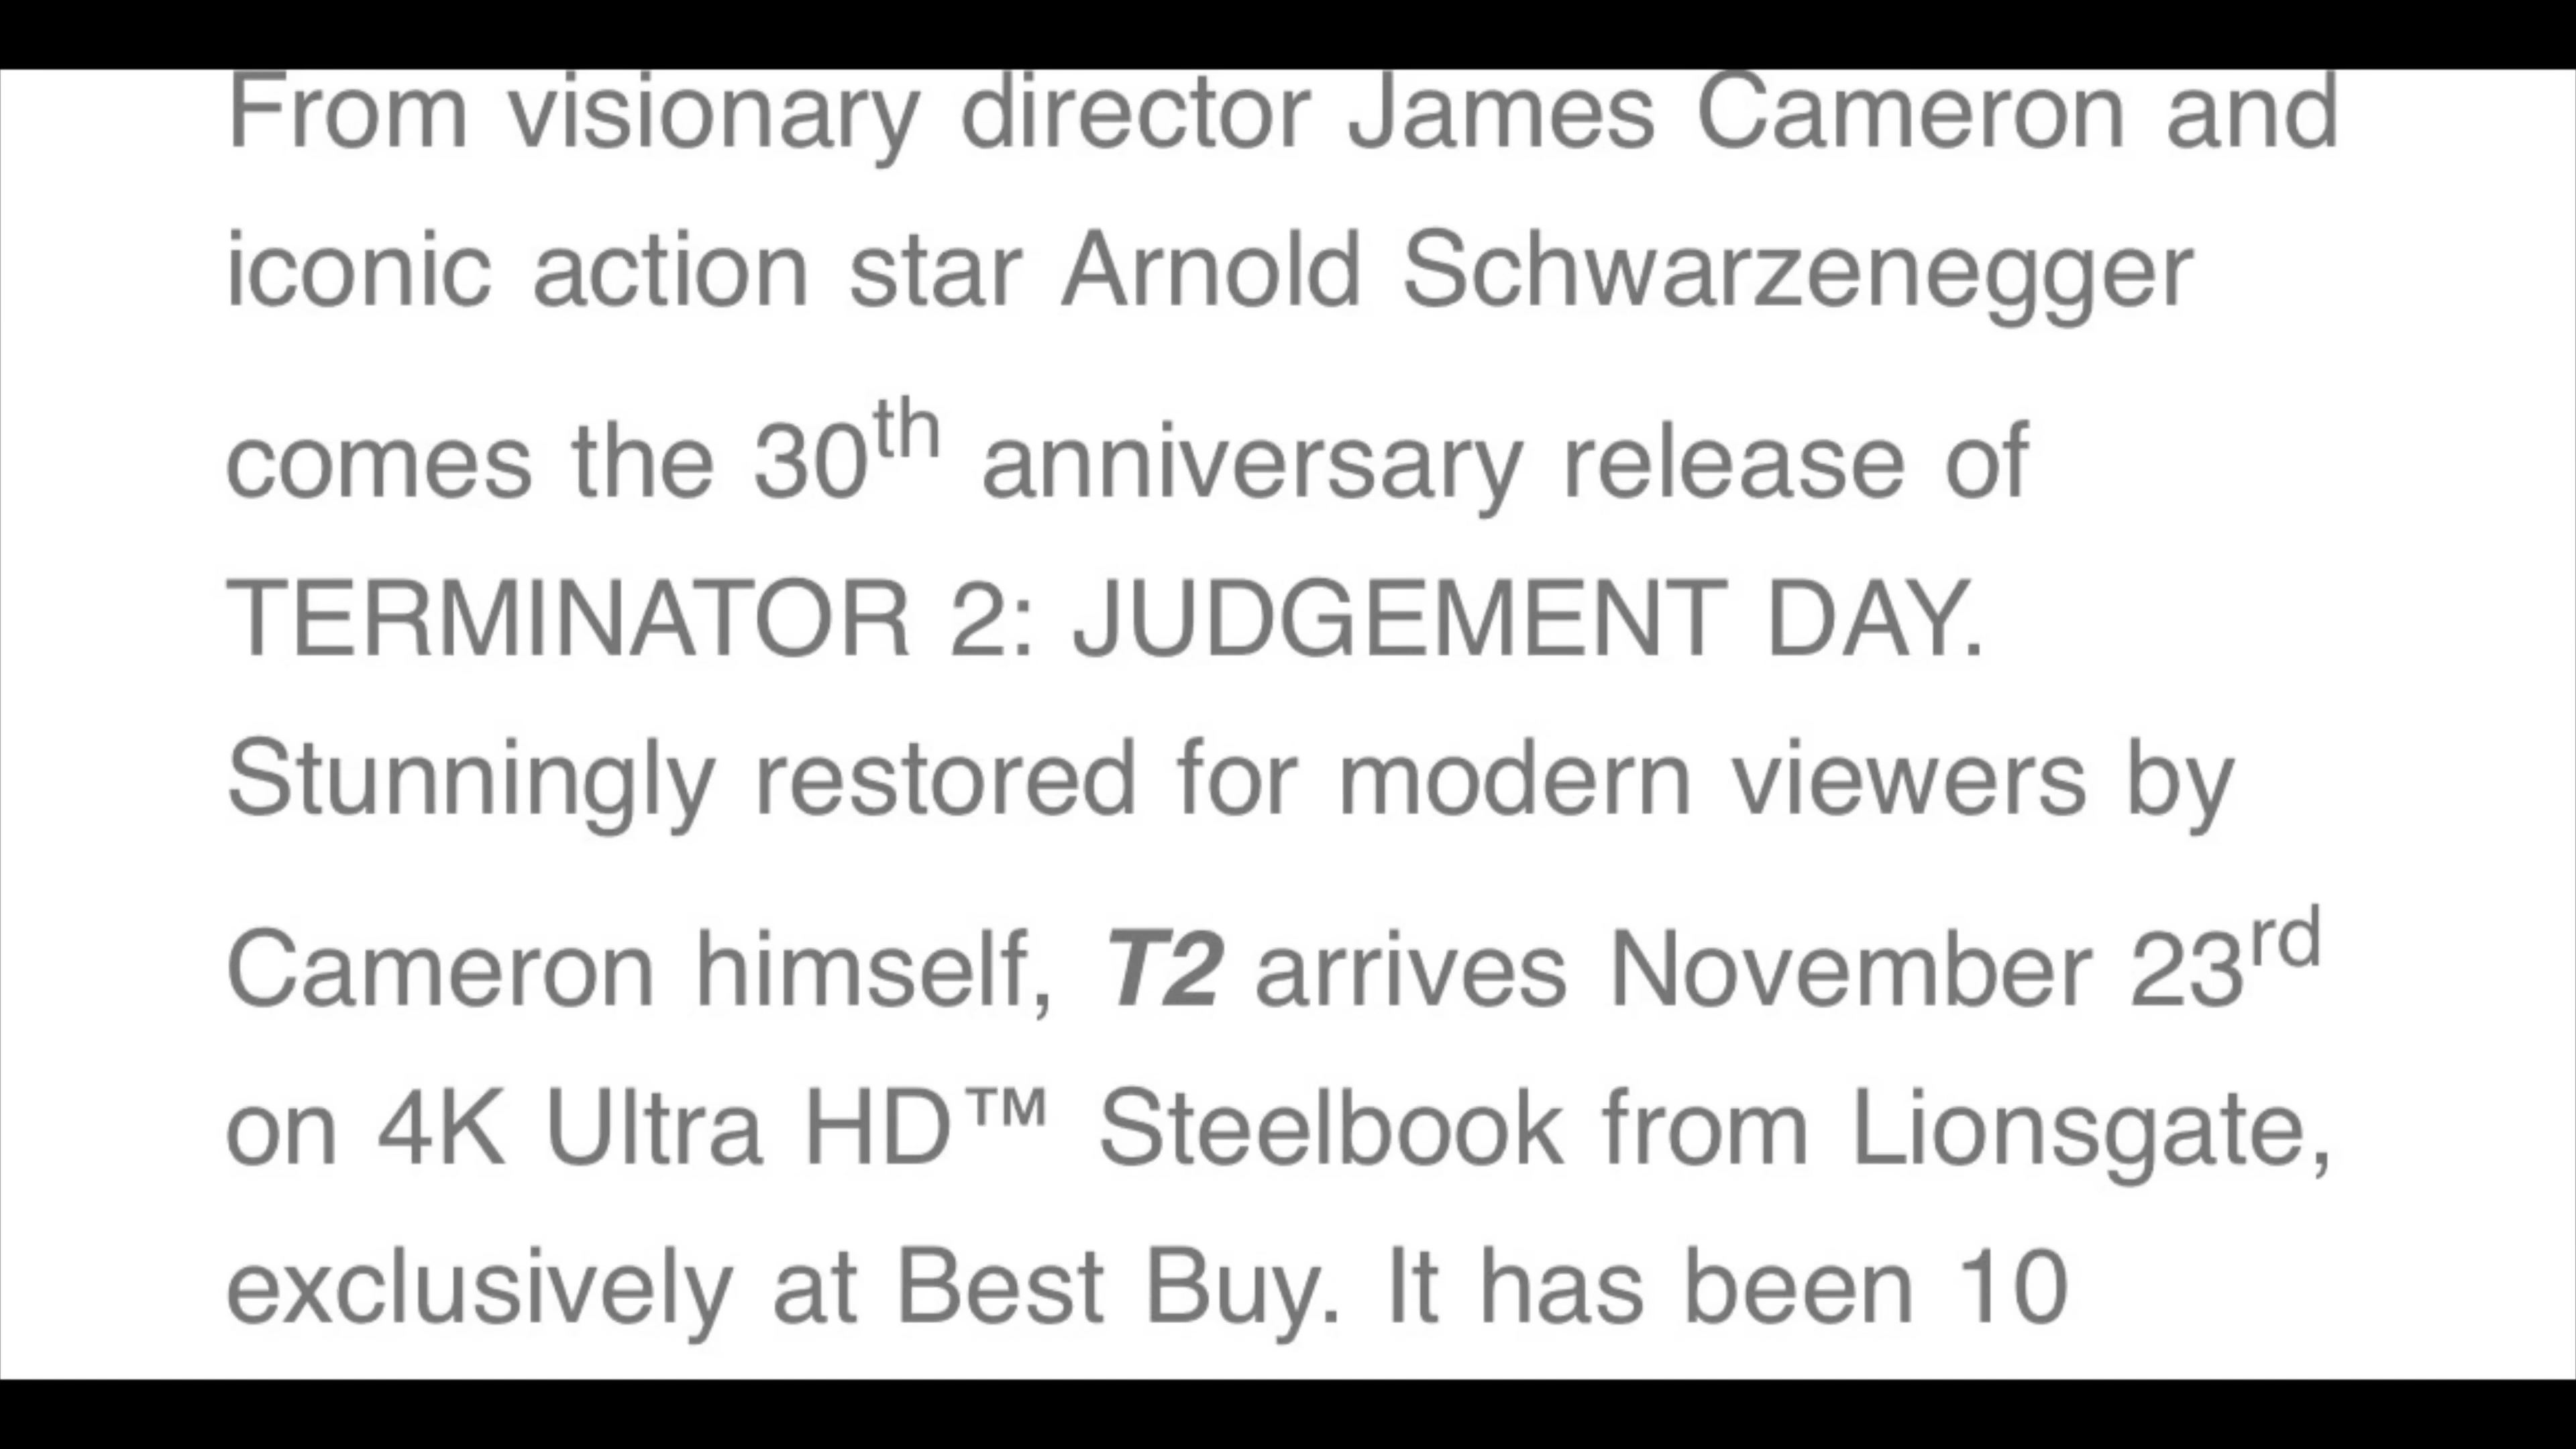 From visionary director James Cameron and
iconic action star Arnold Schwarzenegger
comes the 30th anniversary release of
TERMINATOR 2: JUDGEMENT DAY.
Stunningly restored for modern viewers by
Cameron himself, T2 arrives November 23rd
on 4K Ultra HD™ Steelbook from Lionsgate,
exclusively at Best Buy. It has been 10